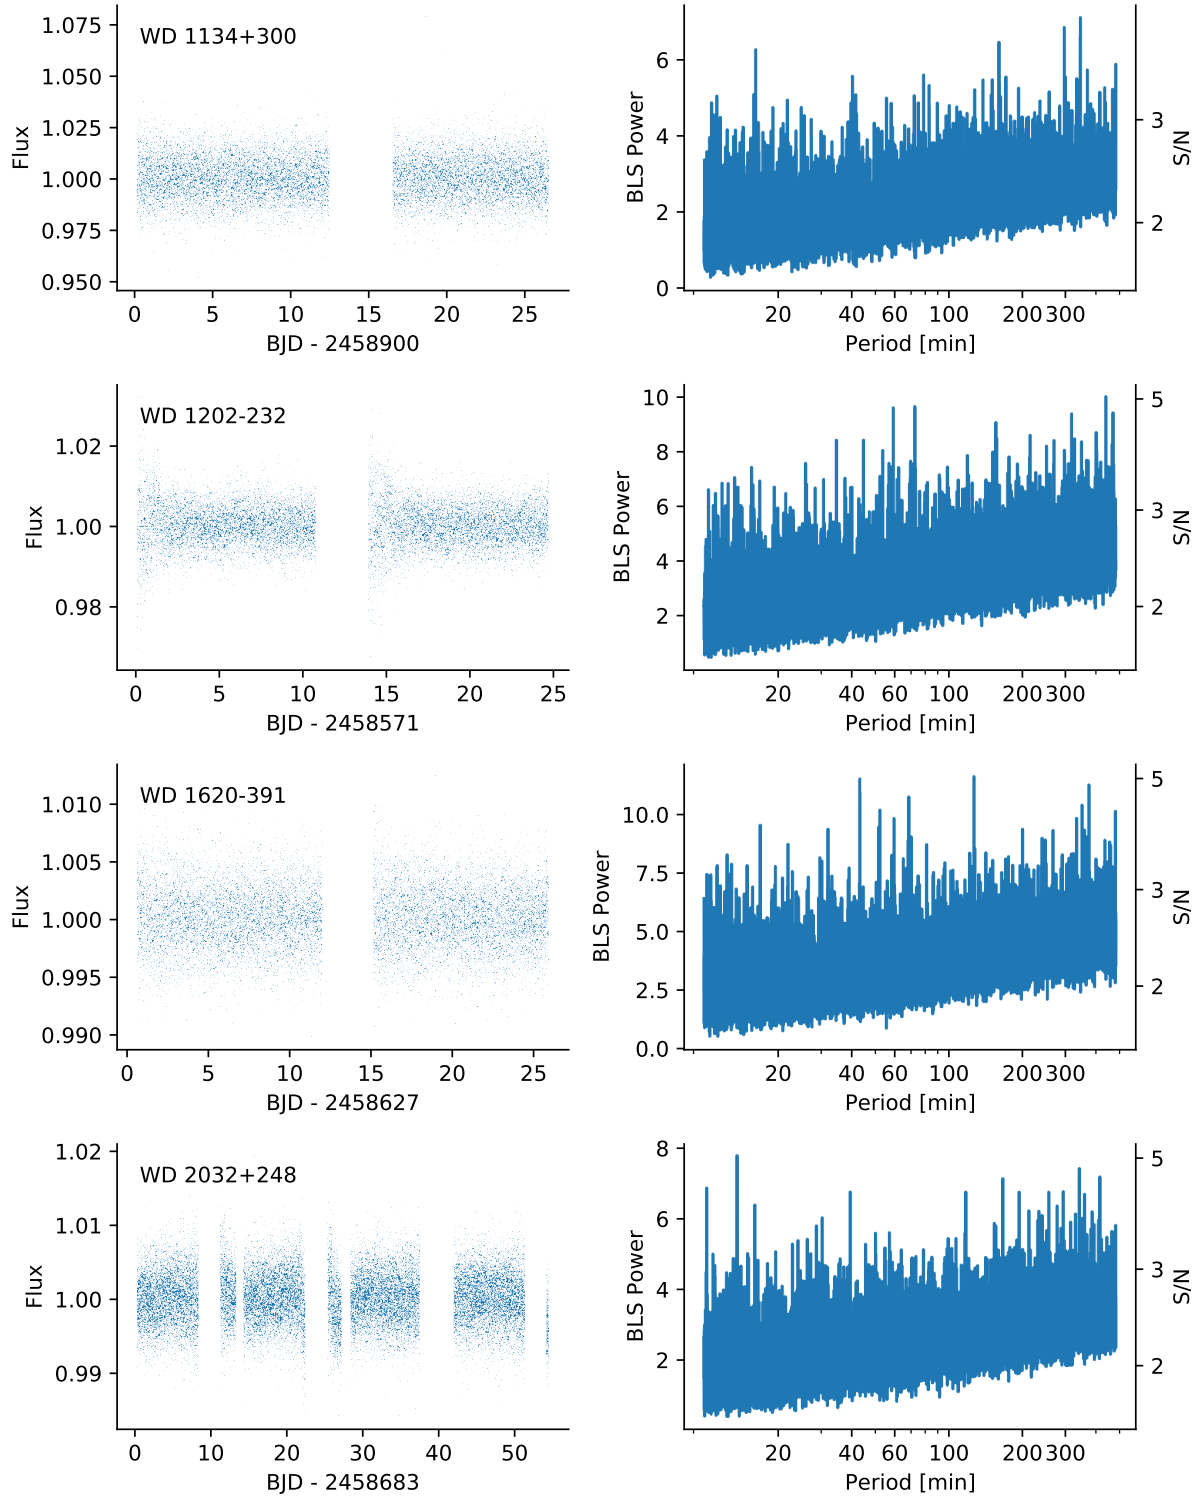 WD 1134+300
1.075
1.050
1.025
1.000
0.975
0.950
Flux
0 5 10 15 20 25
BJD - 2458900
6
4
2
0
BLS Power
3
2
S/N
20 40 60 100 200 300
Period [min]
WD 1202-232
1.02
1.00
0.98
Flux
0 5 10 15 20 25
BJD - 2458571
10
8
6
4
2
BLS Power
5
3
2
S/N
20 40 60 100 200 300
Period [min]
WD 1620-391
1.010
1.005
1.000
0.995
0.990
Flux
0 5 10 15 20 25
BJD - 2458627
10.0
7.5
5.0
2.5
0.0
BLS Power
5
3
2
S/N
20 40 60 100 200 300
Period [min]
WD 2032+248
1.02
1.01
1.00
0.99
Flux
0 10 20 30 40 50
BJD - 2458683
8
6
4
2
BLS Power
5
3
2
S/N
20 40 60 100 200 300
Period [min]